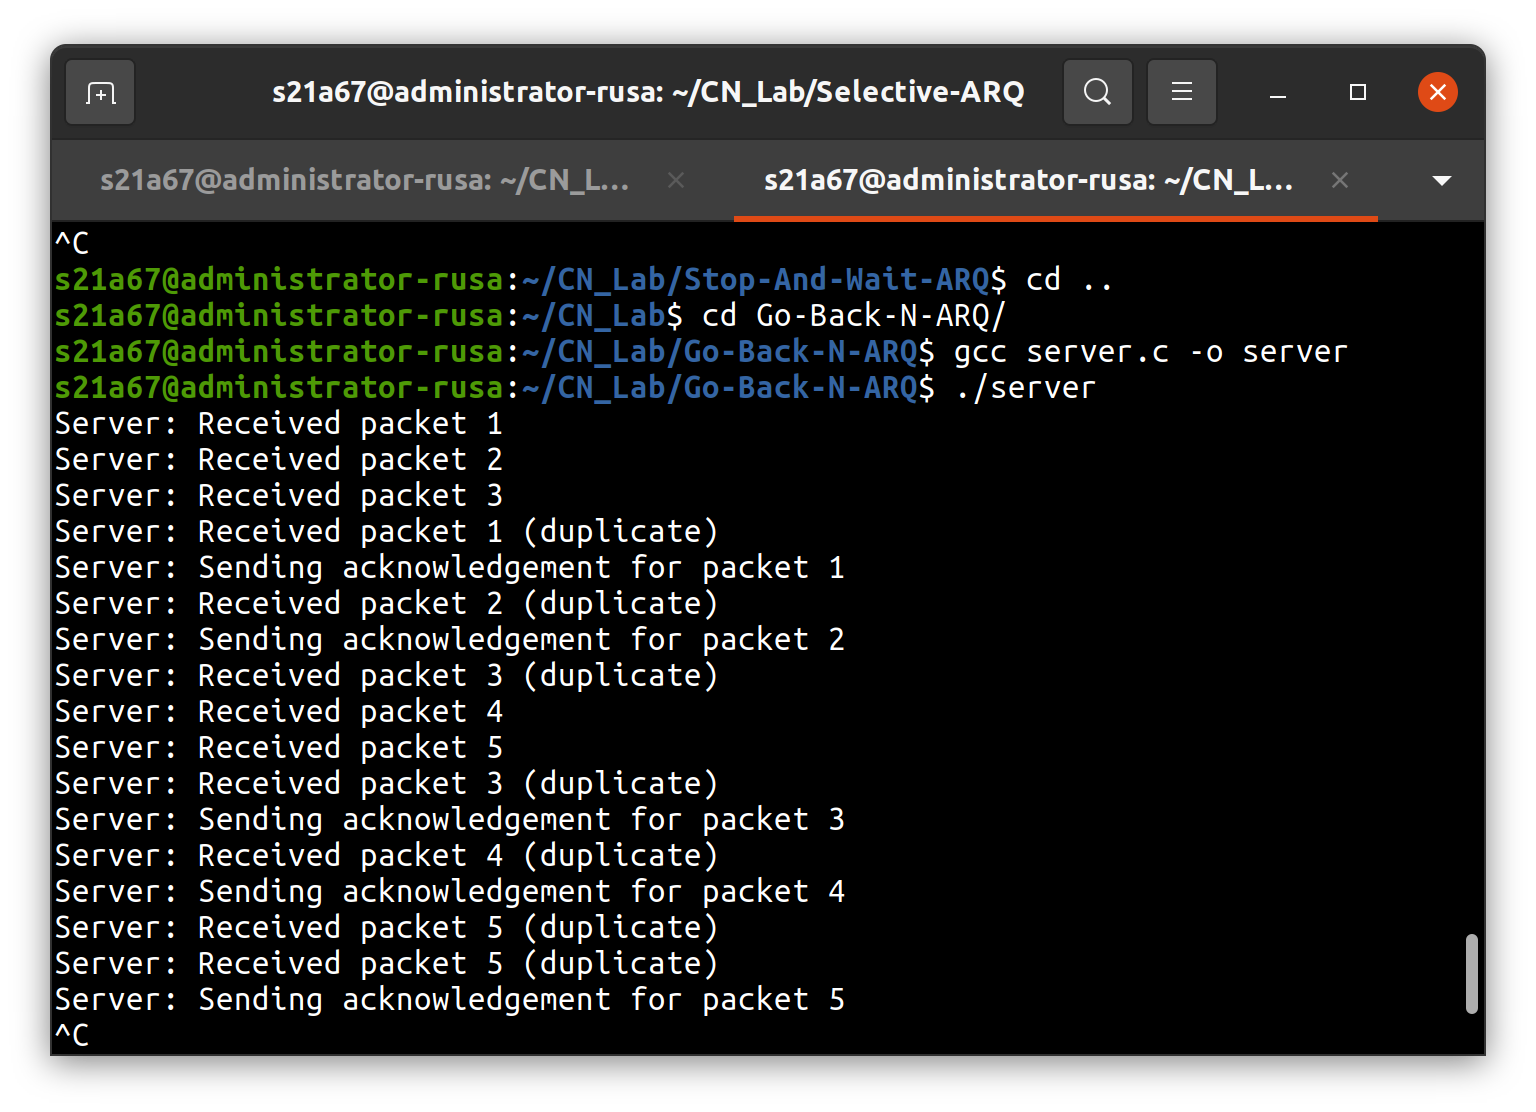 s21a67@administrator-rusa: ~/CN_Lab/Selective-ARQ
s21a67@administrator-rusa: ~/CN_L...
s21a67@administrator-rusa: ~/CN_L...
^C
s21a67@administrator-rusa:~/CN_Lab/Stop-And-Wait-ARQ$ cd ..
s21a67@administrator-rusa:~/CN_Lab$ cd Go-Back-N-ARQ/
s21a67@administrator-rusa:~/CN_Lab/Go-Back-N-ARQ$ gcc server.c -o server
s21a67@administrator-rusa:~/CN_Lab/Go-Back-N-ARQ$ ./server
Server: Received packet 1
Server: Received packet 2
Server: Received packet 3
Server: Received packet 1 (duplicate)
Server: Sending acknowledgement for packet 1
Server: Received packet 2 (duplicate)
Server: Sending acknowledgement for packet 2
Server: Received packet 3 (duplicate)
Server: Received packet 4
Server: Received packet 5
Server: Received packet 3 (duplicate)
Server: Sending acknowledgement for packet 3
Server: Received packet 4 (duplicate)
Server: Sending acknowledgement for packet 4
Server: Received packet 5 (duplicate)
Server: Received packet 5 (duplicate)
Server: Sending acknowledgement for packet 5
^C